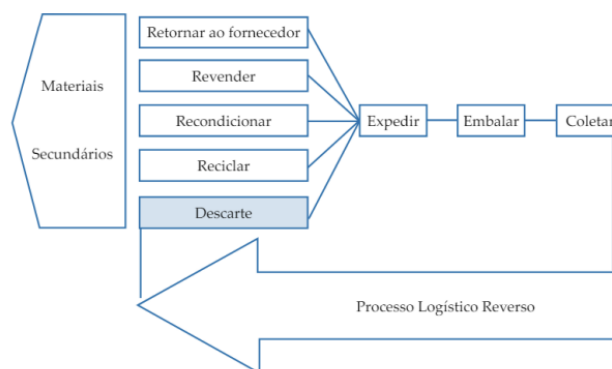 Retornar ao fornecedor
Materiais
Secundários
Revender
Recondicionar
Expedir
Embalar
Coletar
Reciclar
Descarte
Processo Logístico Reverso